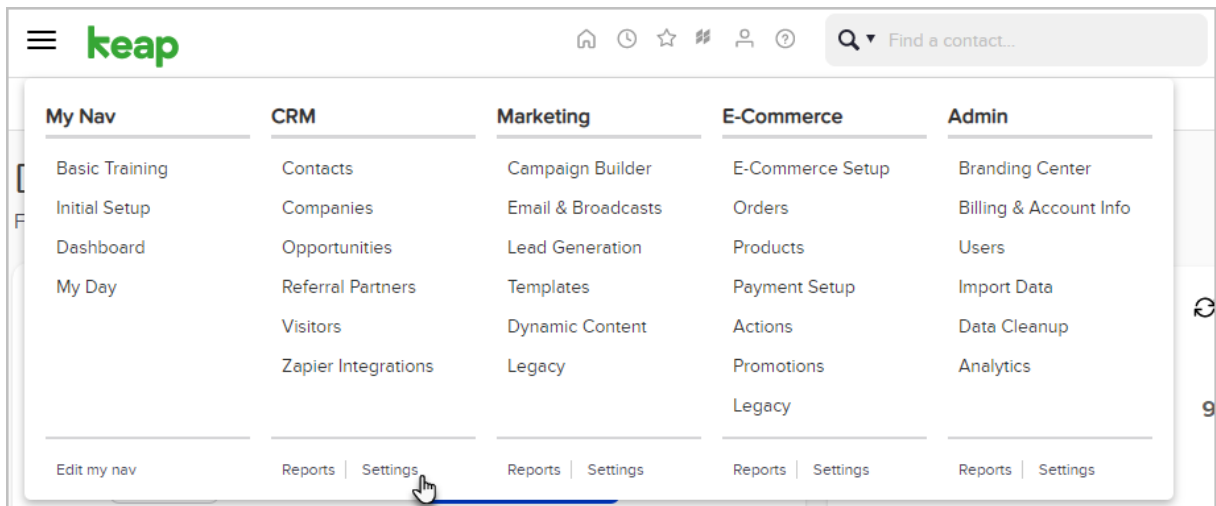 keap
Find a contact...
My Nav
Basic Training
Initial Setup
Dashboard
My Day
Edit my nav
CRM
Contacts
Companies
Opportunities
Referral Partners
Visitors
Zapier Integrations
Reports | Settings
Marketing
Campaign Builder
Email & Broadcasts
Lead Generation
Templates
Dynamic Content
Legacy
Reports | Settings
E-Commerce
E-Commerce Setup
Orders
Products
Payment Setup
Actions
Promotions
Legacy
Reports | Settings
Admin
Branding Center
Billing & Account Info
Users
Import Data
Data Cleanup
Analytics
Reports | Settings
F
9